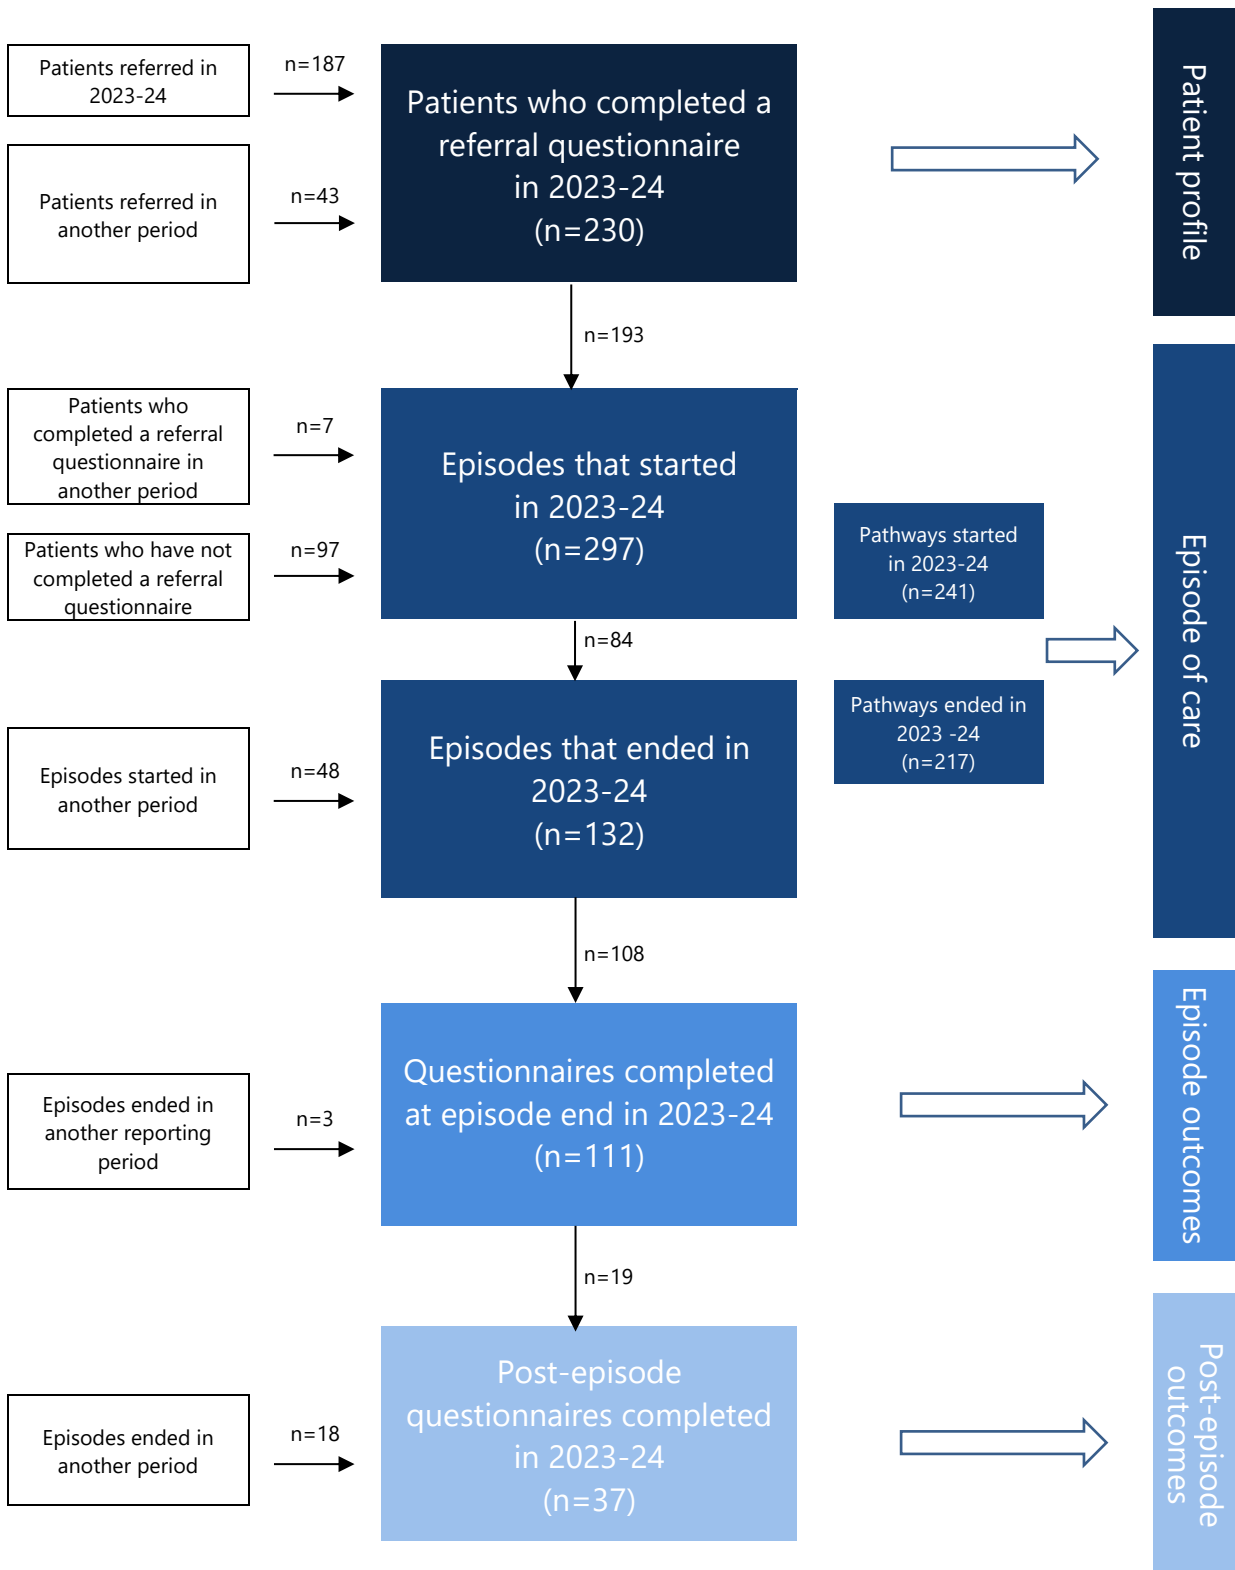 Patients referred in
2023-24
n=187
Patients referred in
another period
n=43
Patients who completed a
referral questionnaire
in 2023-24
(n=230)
Patient profile
n=193
Patients who
completed a referral
questionnaire in
another period
n=7
Patients who have not
completed a referral
questionnaire
n=97
Episodes that started
in 2023-24
(n=297)
Pathways started
in 2023-24
(n=241)
Episode of care
n=84
Episodes started in
another period
n=48
Episodes that ended in
2023-24
(n=132)
Pathways ended in
2023 -24
(n=217)
n=108
Episodes ended in
another reporting
period
n=3
Questionnaires completed
at episode end in 2023-24
(n=111)
Episode outcomes
n=19
Episodes ended in
another period
n=18
Post-episode
questionnaires completed
in 2023-24
(n=37)
Post-episode
outcomes